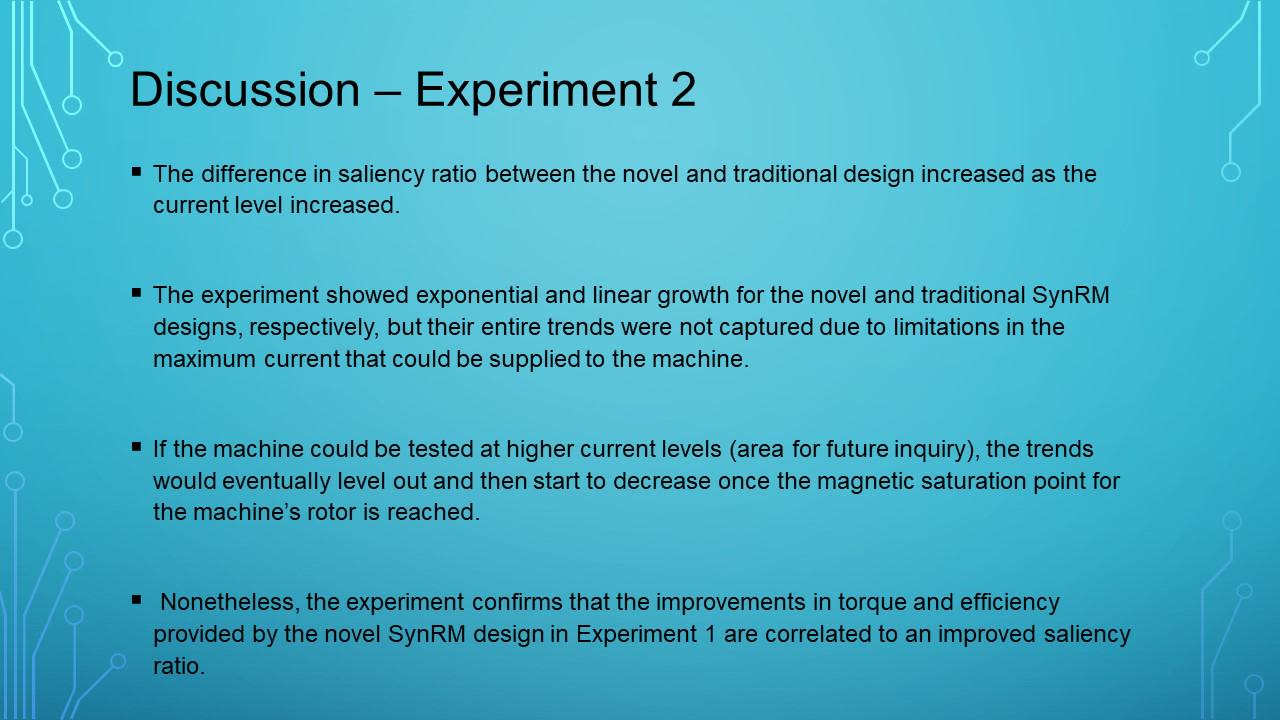 Discussion – Experiment 2
▪ The difference in saliency ratio between the novel and traditional design increased as the
current level increased.
▪ The experiment showed exponential and linear growth for the novel and traditional SynRM
designs, respectively, but their entire trends were not captured due to limitations in the
maximum current that could be supplied to the machine.
▪ If the machine could be tested at higher current levels (area for future inquiry), the trends
would eventually level out and then start to decrease once the magnetic saturation point for
the machine’s rotor is reached.
▪ Nonetheless, the experiment confirms that the improvements in torque and efficiency
provided by the novel SynRM design in Experiment 1 are correlated to an improved saliency
ratio.